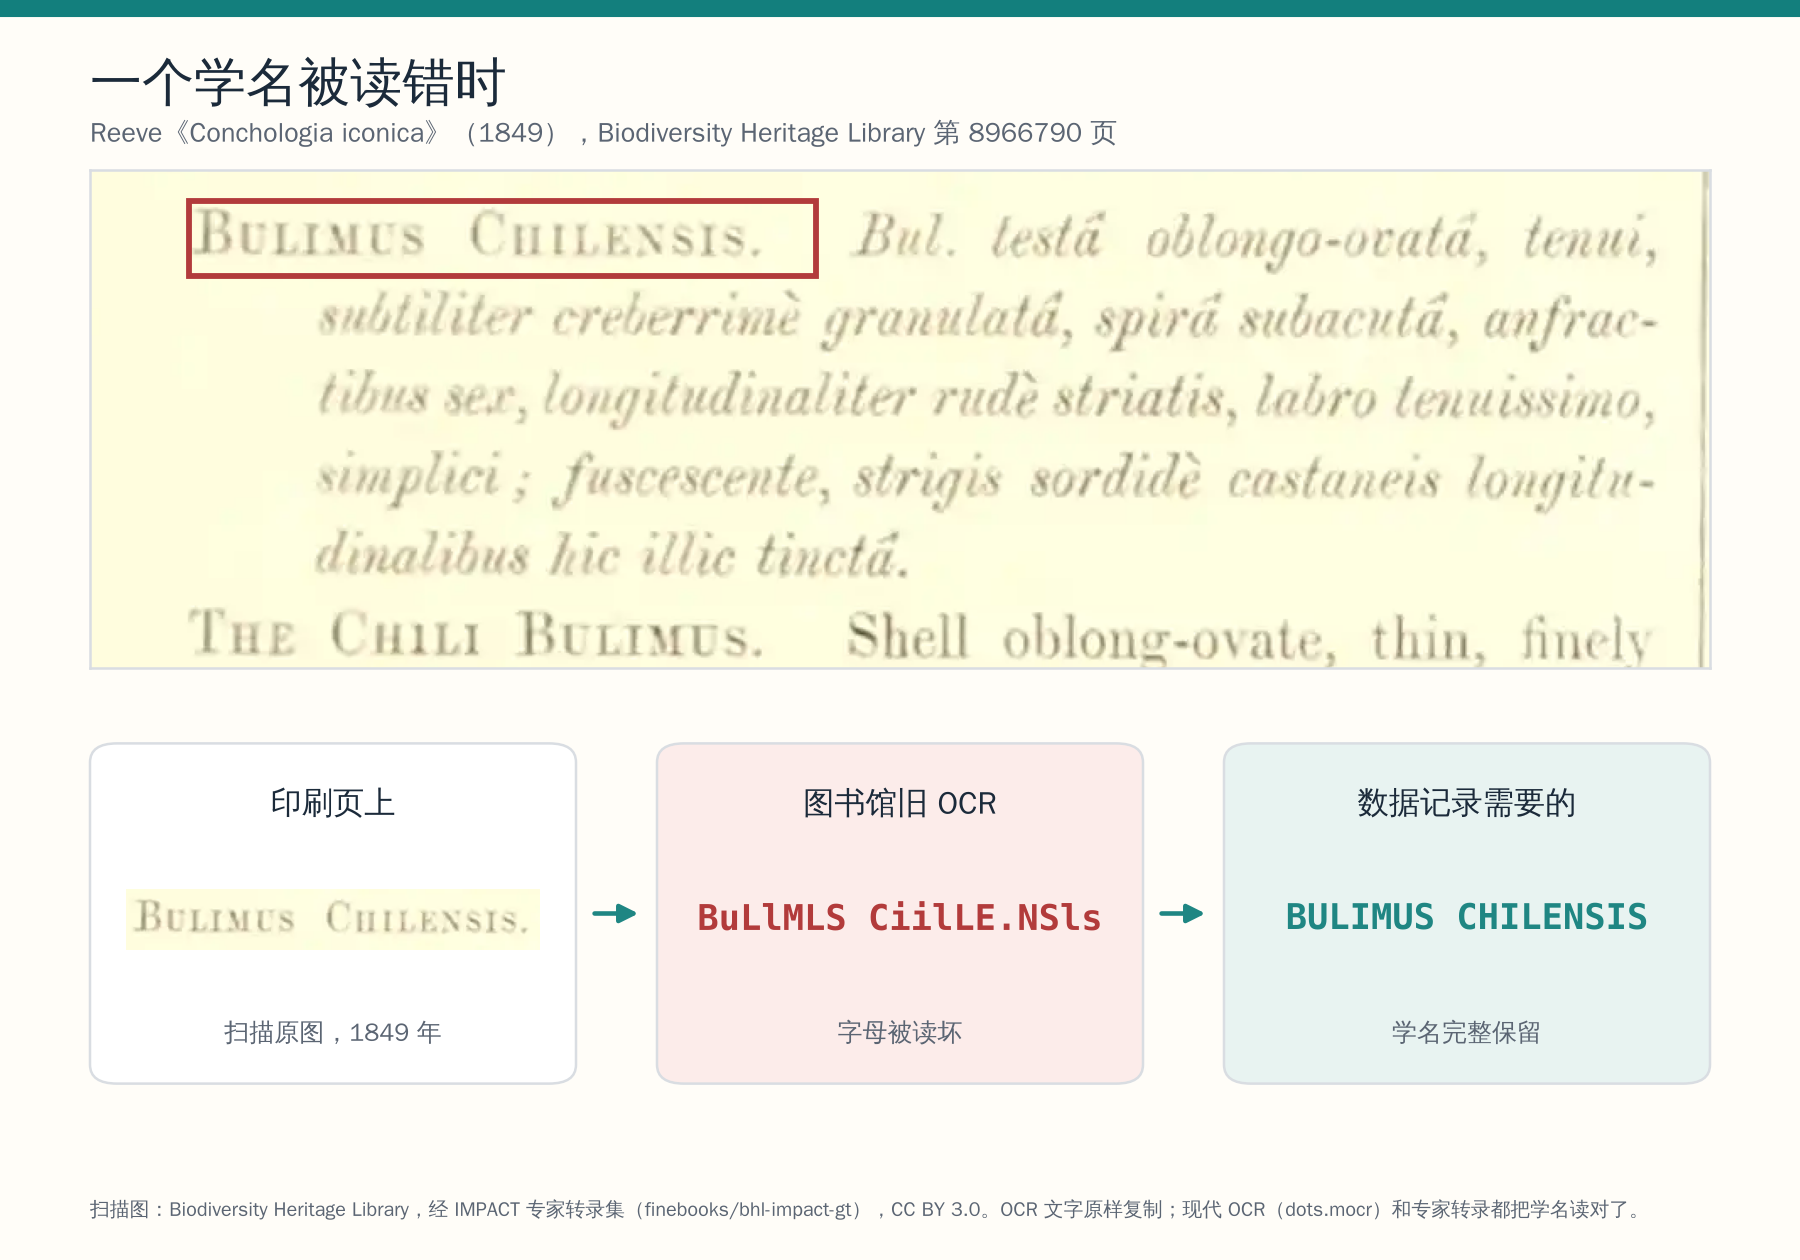 一个学名被读错时
Reeve《Conchologia iconica》（1849），Biodiversity Heritage Library 第 8966790 页
BULIMUS CHILENSIS. Bul. testâ oblongo-ovatâ, tenui,
subtiliter creberrimè granulatâ, spirâ subacutâ, anfrac-
tibus sex, longitudinaliter rudè striatis, labro tenuissimo,
simplici; fuscescente, strigis sordidè castaneis longitu-
dinalibus hic illic tinctâ.
THE CHILI BULIMUS. Shell oblong-ovate, thin, finely
印刷页上
BULIMUS CHILENSIS.
扫描原图，1849 年
图书馆旧 OCR
BuLlMLS CiilLE.NSls
字母被读坏
数据记录需要的
BULIMUS CHILENSIS
学名完整保留
扫描图：Biodiversity Heritage Library，经 IMPACT 专家转录集（finebooks/bhl-impact-gt），CC BY 3.0。OCR 文字原样复制；现代 OCR（dots.mocr）和专家转录都把学名读对了。